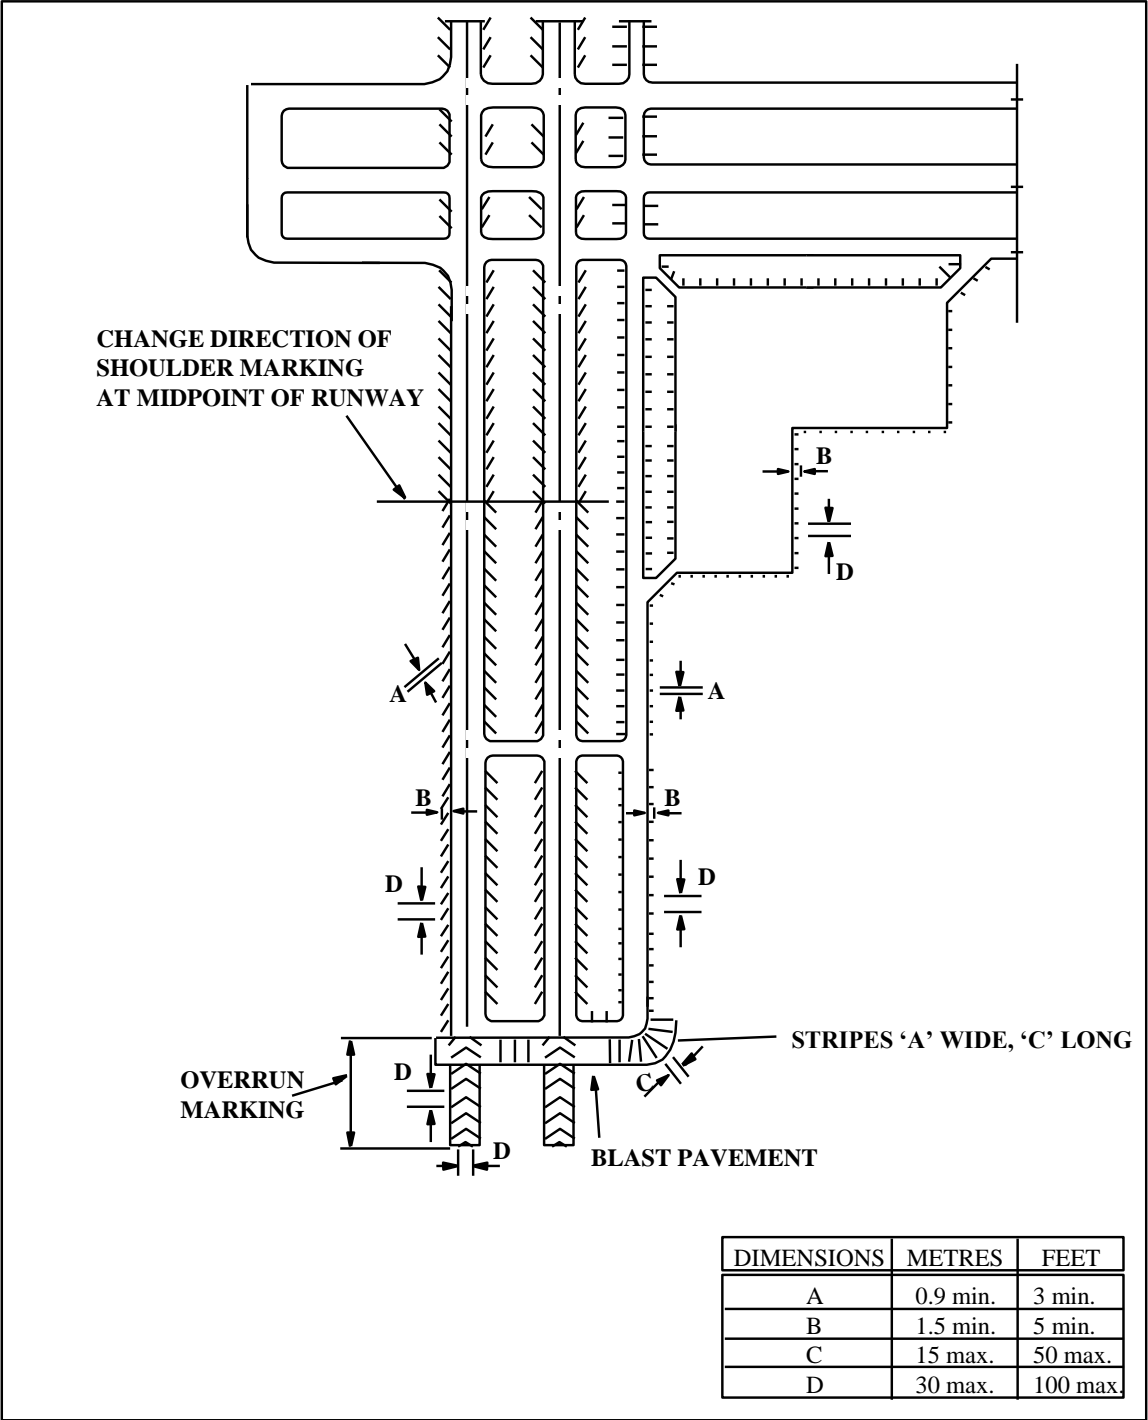 CHANGE DIRECTION OF
SHOULDER MARKING
AT MIDPOINT OF RUNWAY
B
D
A
A
B
B
D
D
STRIPES ‘A’ WIDE, ‘C’ LONG
OVERRUN
MARKING
D
C
D
BLAST PAVEMENT
DIMENSIONS METRES FEET
A 0.9 min. 3 min.
B 1.5 min. 5 min.
C 15 max. 50 max.
D 30 max. 100 max.